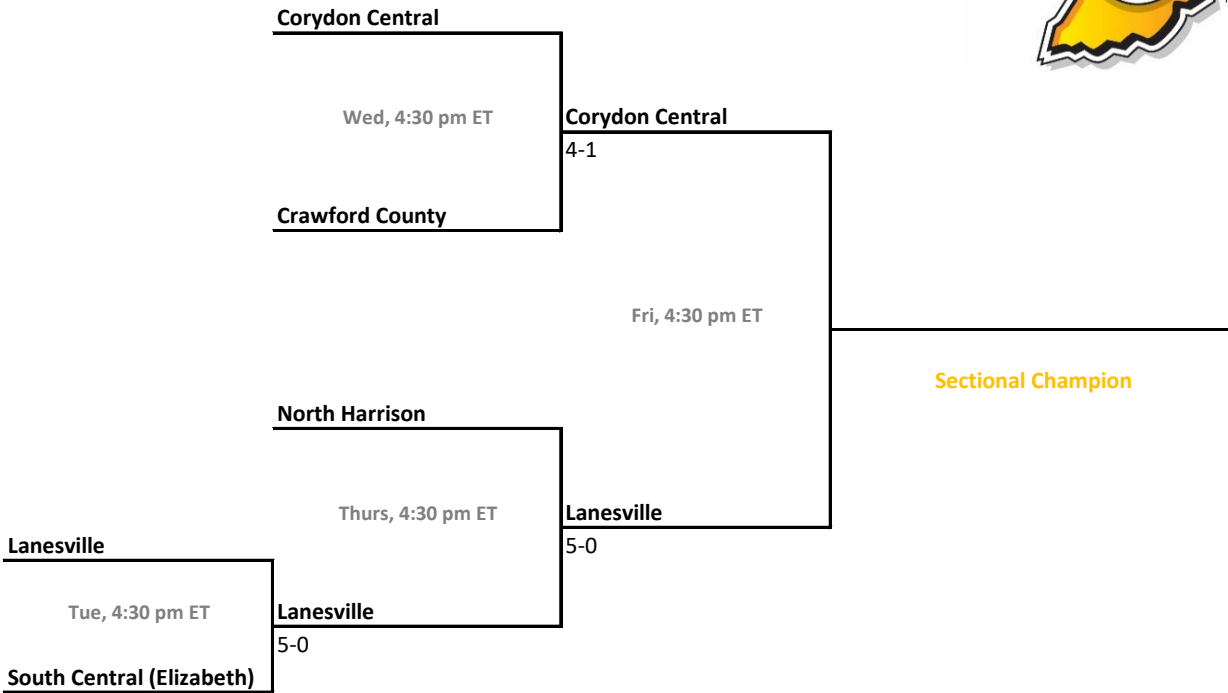 Corydon Central
Wed, 4:30 pm ET
Corydon Central
4-1
Crawford County
Fri, 4:30 pm ET
Sectional Champion
North Harrison
Thurs, 4:30 pm ET
Lanesville
5-0
Lanesville
Tue, 4:30 pm ET
Lanesville
5-0
South Central (Elizabeth)